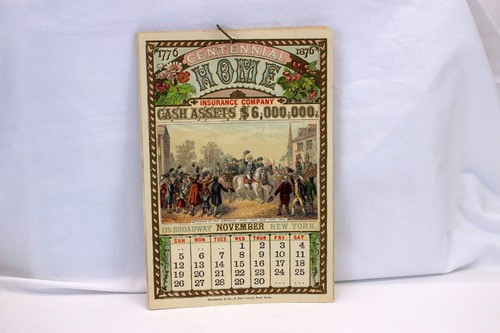 1776 CENTENNIAL 1876
HOME
INSURANCE COMPANY
CASH ASSETS $6,000,000.
135 BROADWAY NOVEMBER NEW YORK.
SUN MON. TUES WED. THU. FRI. SAT
.. .. .. 1 2 3 4
5 6 7 8 9 10 11
12 13 14 15 16 17 18
19 20 21 22 23 24 25
26 27 28 29 30 .. ..